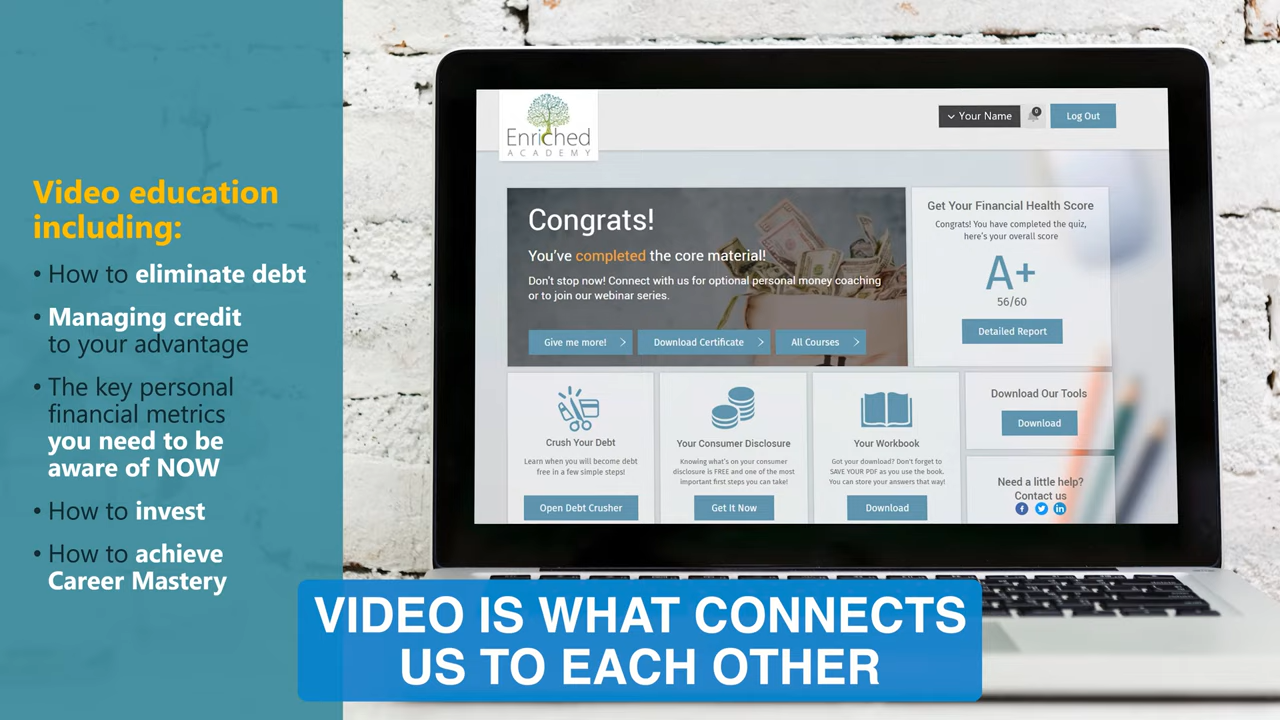 Video education
including:
• How to eliminate debt
• Managing credit
to your advantage
• The key personal
financial metrics
you need to be
aware of NOW
• How to invest
• How to achieve
Career Mastery
Enriched
ACADEMY
Your Name
0
Log Out
Congrats!
You've completed the core material!
Don't stop now! Connect with us for optional personal money coaching
or to join our webinar series.
Give me more!
Download Certificate
All Courses
Get Your Financial Health Score
Congrats! You have completed the quiz,
here's your overall score
A+
56/60
Detailed Report
Crush Your Debt
Learn when you will become debt
free in a few simple steps!
Open Debt Crusher
Your Consumer Disclosure
Knowing what's on your consumer
disclosure is FREE and one of the most
important first steps you can take!
Get It Now
Your Workbook
Got your download? Don't forget to
SAVE YOUR PDF as you use the book.
You can store your answers that way!
Download
Download Our Tools
Download
Need a little help?
Contact us
VIDEO IS WHAT CONNECTS
US TO EACH OTHER